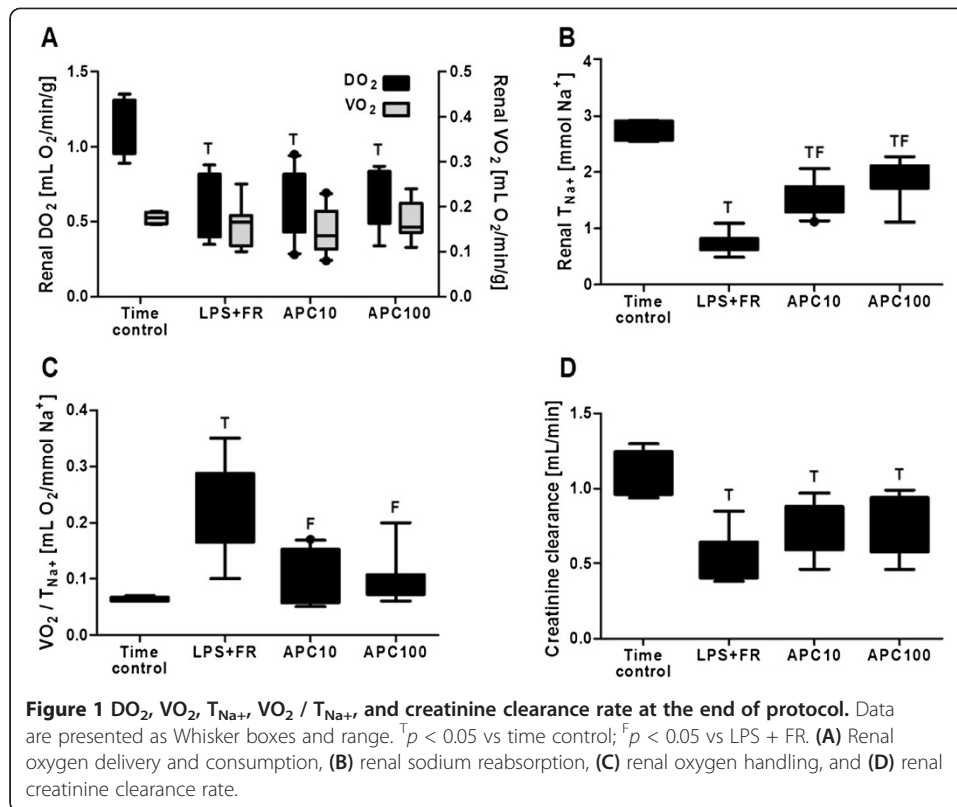 A
B
1.5
1.0
0.5
0.0
Renal DO2 [mL O2/min/g]
DO2
VO2
0.5
0.4
0.3
0.2
0.1
0.0
Renal VO2 [mL O2/min/g]
T
T
T
Time control
LPS+FR
APC10
APC100
4
3
2
1
0
Renal TNa+ [mmol Na+]
T
TF
TF
Time control
LPS+FR
APC10
APC100
C
D
0.4
0.3
0.2
0.1
0.0
VO2 / TNa+ [mL O2/mmol Na+]
T
F
F
Time control
LPS+FR
APC10
APC100
1.5
1.0
0.5
0.0
Creatinine clearance [mL/min]
T
T
T
Time control
LPS+FR
APC10
APC100
Figure 1 DO2, VO2, TNa+, VO2 / TNa+, and creatinine clearance rate at the end of protocol. Data
are presented as Whisker boxes and range. Tp < 0.05 vs time control; Fp < 0.05 vs LPS + FR. (A) Renal
oxygen delivery and consumption, (B) renal sodium reabsorption, (C) renal oxygen handling, and (D) renal
creatinine clearance rate.